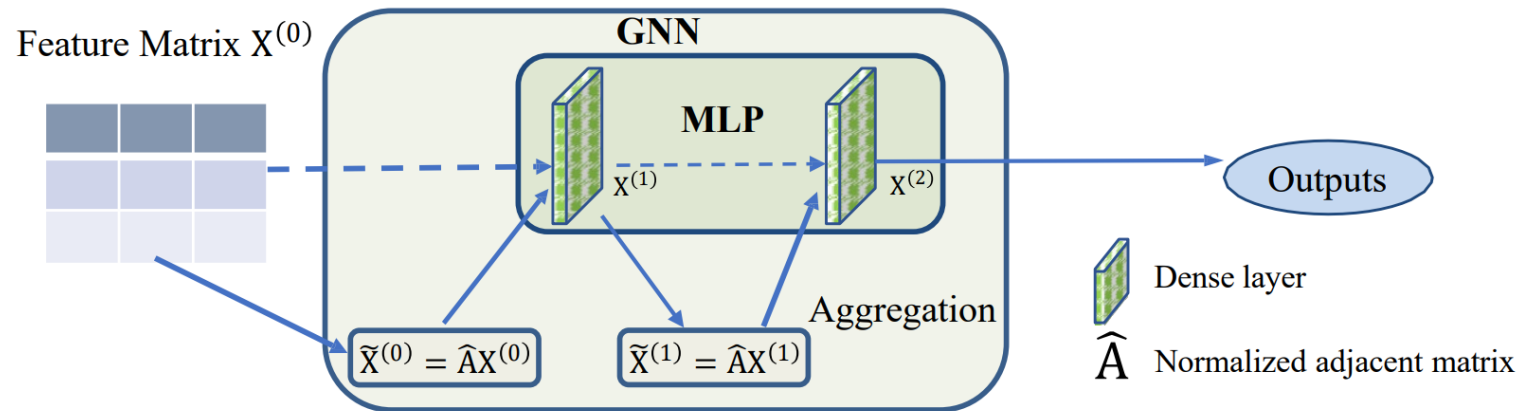 Feature Matrix X^(0)
GNN
MLP
X^(1)
X^(2)
Outputs
X̃^(0) = ÂX^(0)
X̃^(1) = ÂX^(1)
Aggregation
Dense layer
Â Normalized adjacent matrix